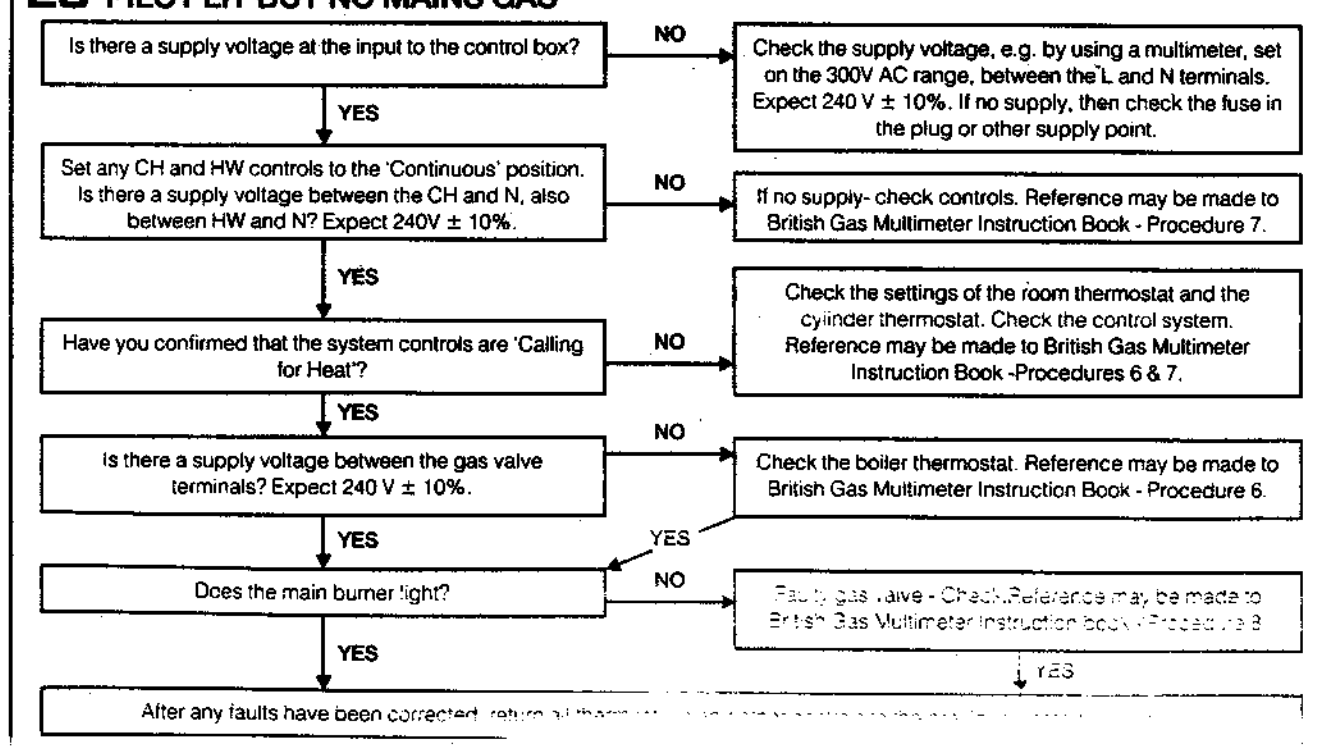 PILOT LIT BUT NO MAINS GAS
Is there a supply voltage at the input to the control box?
NO
Check the supply voltage, e.g. by using a multimeter, set
on the 300V AC range, between the L and N terminals.
Expect 240 V ± 10%. If no supply, then check the fuse in
the plug or other supply point.
YES
Set any CH and HW controls to the 'Continuous' position.
Is there a supply voltage between the CH and N, also
between HW and N? Expect 240V ± 10%.
NO
If no supply- check controls. Reference may be made to
British Gas Multimeter Instruction Book - Procedure 7.
YES
Have you confirmed that the system controls are 'Calling
for Heat'?
NO
Check the settings of the room thermostat and the
cylinder thermostat. Check the control system.
Reference may be made to British Gas Multimeter
Instruction Book -Procedures 6 & 7.
YES
Is there a supply voltage between the gas valve
terminals? Expect 240 V ± 10%.
NO
Check the boiler thermostat. Reference may be made to
British Gas Multimeter Instruction Book - Procedure 6.
YES
YES
Does the main burner light?
NO
Faulty gas valve - Check.Reference may be made to
British Gas Multimeter Instruction book - Procedure 8
YES
YES
After any faults have been corrected, return all